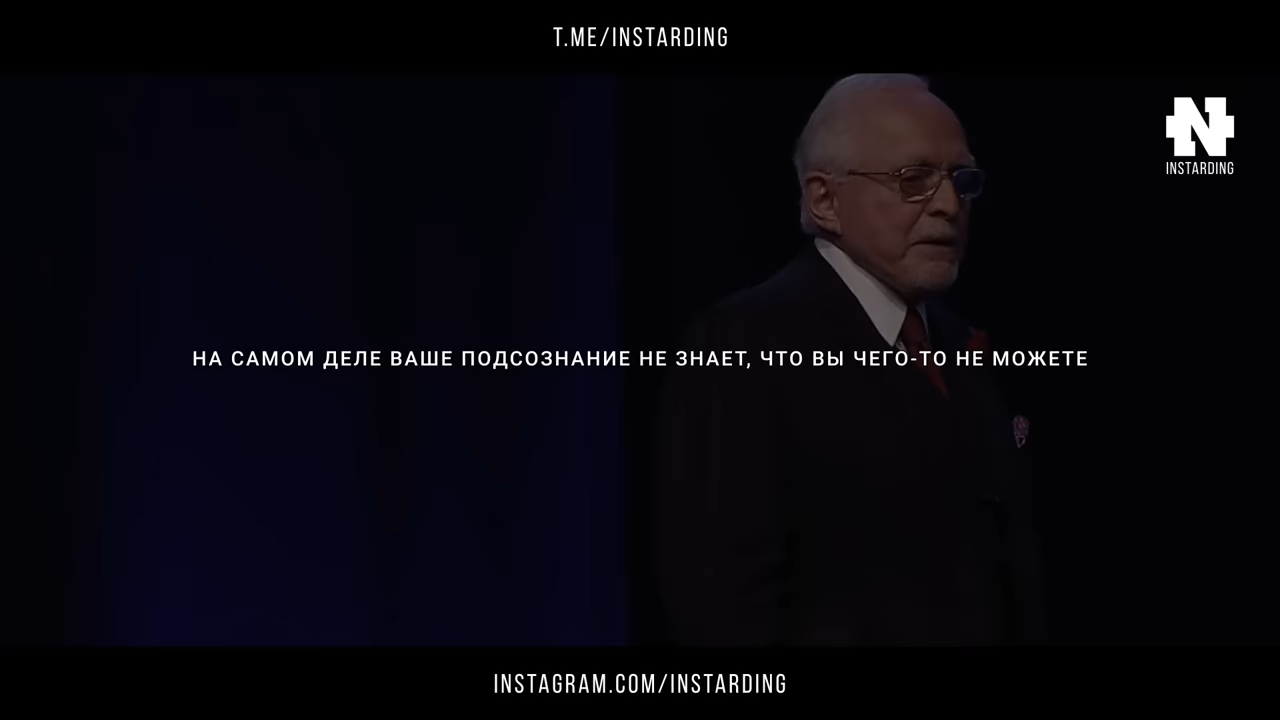 T.ME/INSTARDING
N
INSTARDING
НА САМОМ ДЕЛЕ ВАШЕ ПОДСОЗНАНИЕ НЕ ЗНАЕТ, ЧТО ВЫ ЧЕГО-ТО НЕ МОЖЕТЕ
INSTAGRAM.COM/INSTARDING